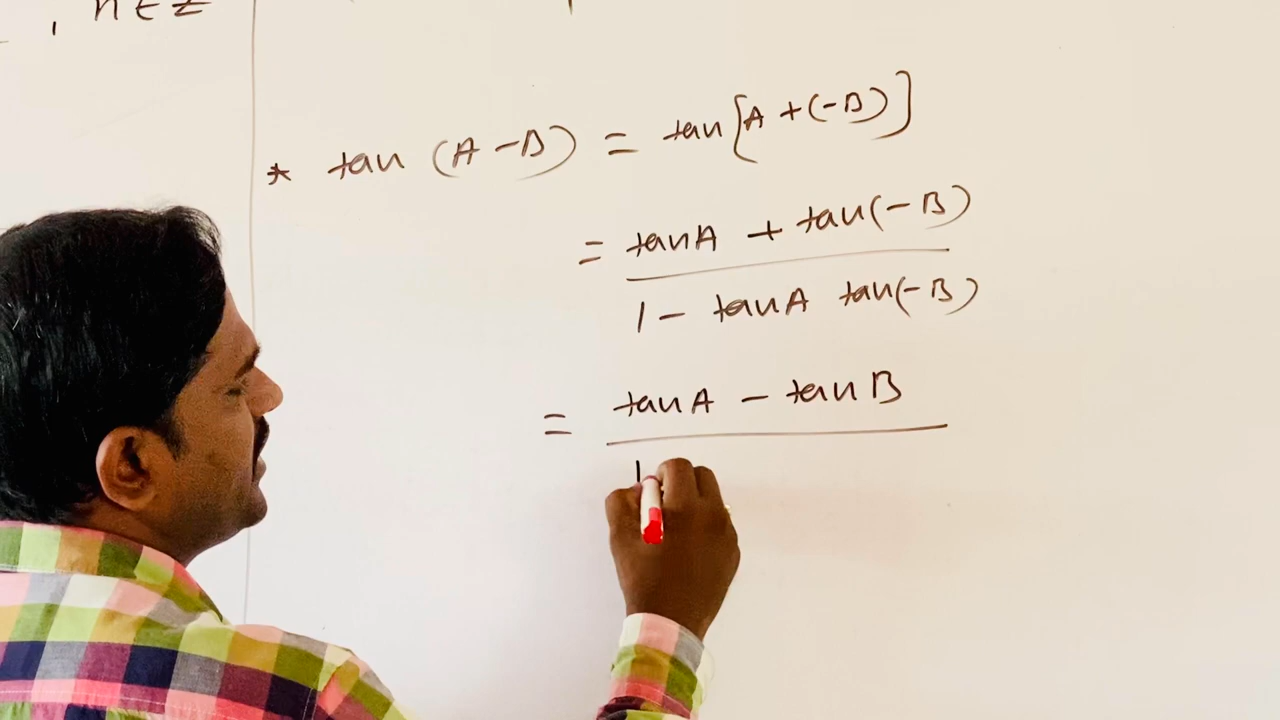 , n ∈ Z
* tan (A - B) = tan [A + (-B)]
= tanA + tan(-B)
1 - tanA tan(-B)
= tanA - tanB
1